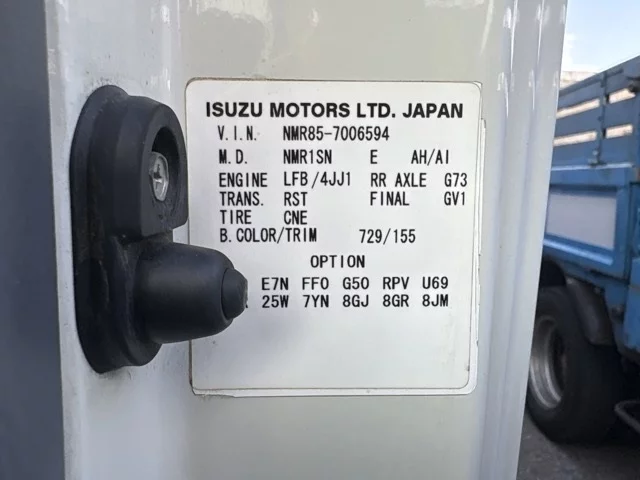 ISUZU MOTORS LTD. JAPAN
V.I.N. NMR85-7006594
M.D. NMR1SN E AH/AI
ENGINE LFB/4JJ1 RR AXLE G73
TRANS. RST FINAL GV1
TIRE CNE
B.COLOR/TRIM 729/155
OPTION
E7N FF0 G50 RPV U69
25W 7YN 8GJ 8GR 8JM